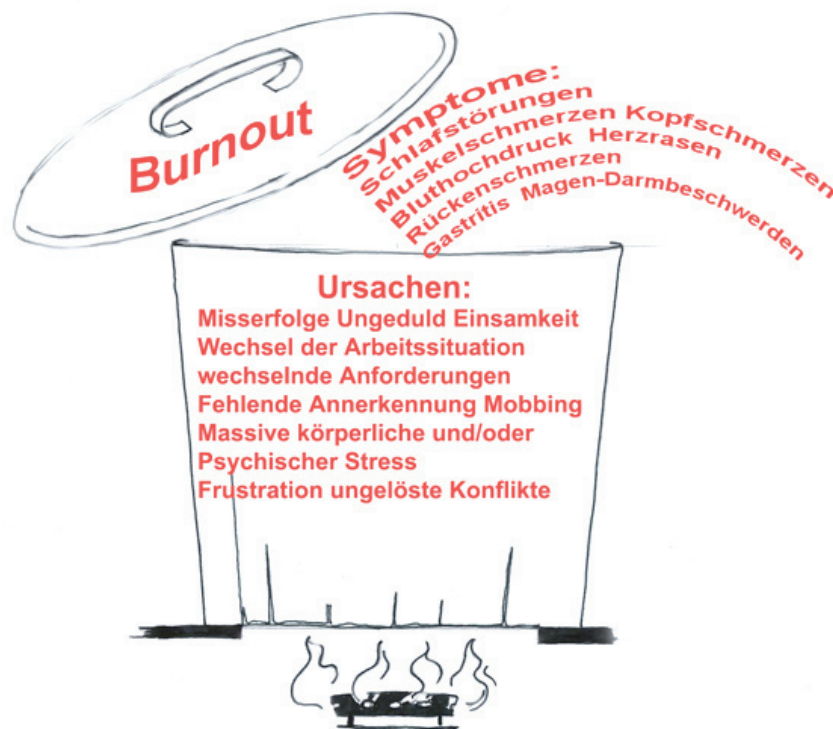 Burnout
Symptome:
Schlafstörungen
Muskelschmerzen Kopfschmerzen
Bluthochdruck Herzrasen
Rückenschmerzen
Gastritis Magen-Darmbeschwerden
Ursachen:
Misserfolge Ungeduld Einsamkeit
Wechsel der Arbeitssituation
wechselnde Anforderungen
Fehlende Annerkennung Mobbing
Massive körperliche und/oder
Psychischer Stress
Frustration ungelöste Konflikte